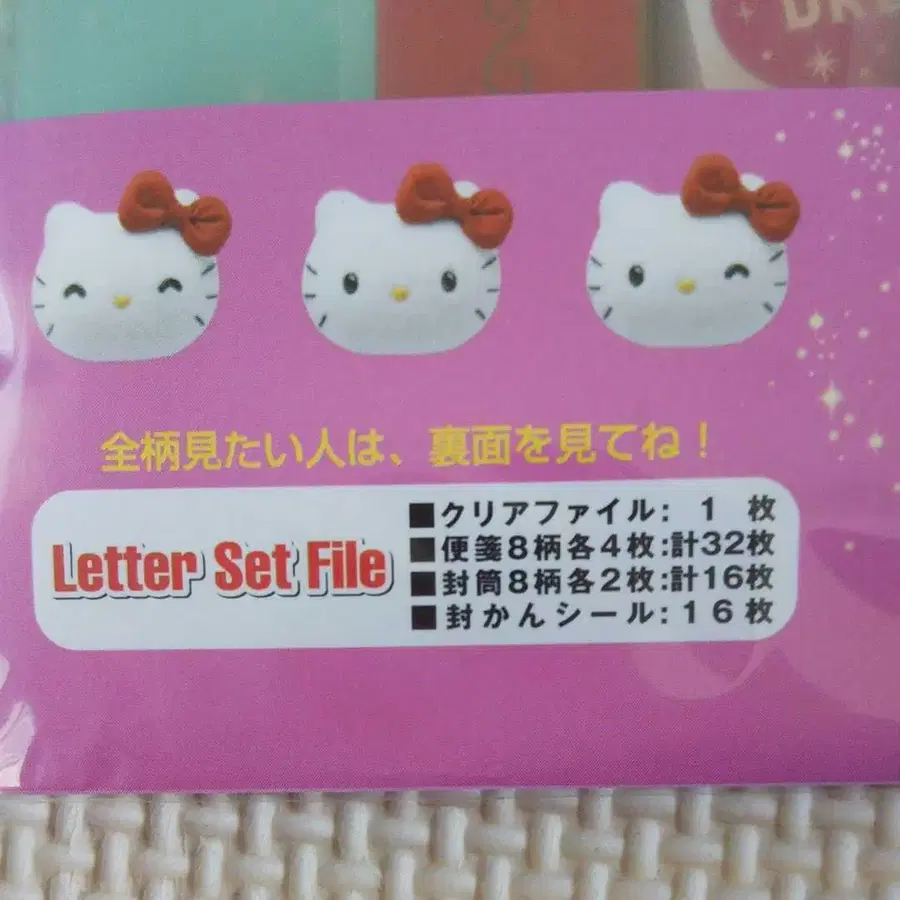 全柄見たい人は、裏面を見てね！
Letter Set File
■クリアファイル: 1 枚
■便箋8柄各4枚:計32枚
■封筒8柄各2枚:計16枚
■封かんシール:16枚